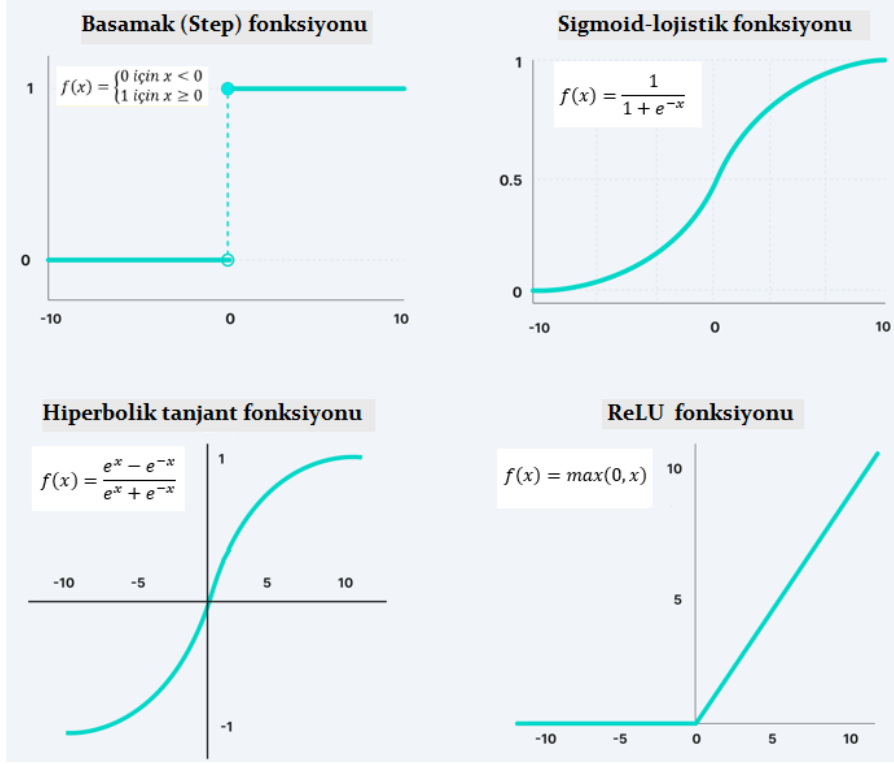 Basamak (Step) fonksiyonu
f(x) = {0 için x < 0
{1 için x ≥ 0
1
0
-10 0 10
Sigmoid-lojistik fonksiyonu
f(x) = 1 / (1 + e^{-x})
1
0.5
0
-10 0 10
Hiperbolik tanjant fonksiyonu
f(x) = (e^x − e^{-x}) / (e^x + e^{-x})
1
-10 -5 5 10
-1
ReLU fonksiyonu
f(x) = max(0, x)
10
5
-10 -5 0 5 10